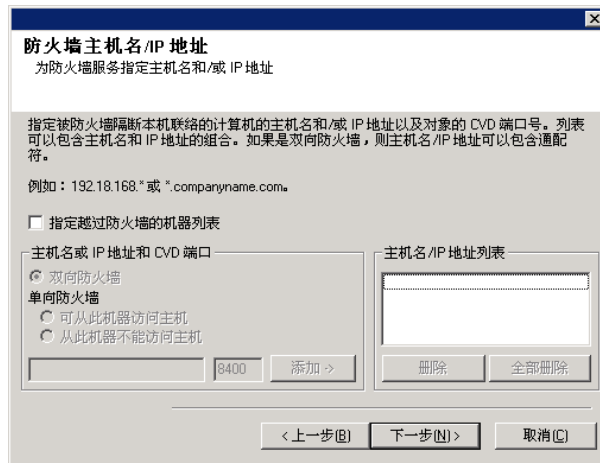 防火墙主机名/IP 地址
为防火墙服务指定主机名和/或 IP 地址
指定被防火墙隔断本机联络的计算机的主机名和/或 IP 地址以及对象的 CVD 端口号。列表
可以包含主机名和 IP 地址的组合。如果是双向防火墙，则主机名/IP 地址可以包含通配
符。
例如：192.18.168.* 或 *.companyname.com。
指定越过防火墙的机器列表
主机名或 IP 地址和 CVD 端口
主机名/IP 地址列表
双向防火墙
单向防火墙
可从此机器访问主机
从此机器不能访问主机
8400
添加 ->
删除
全部删除
< 上一步(B)
下一步(N) >
取消(C)